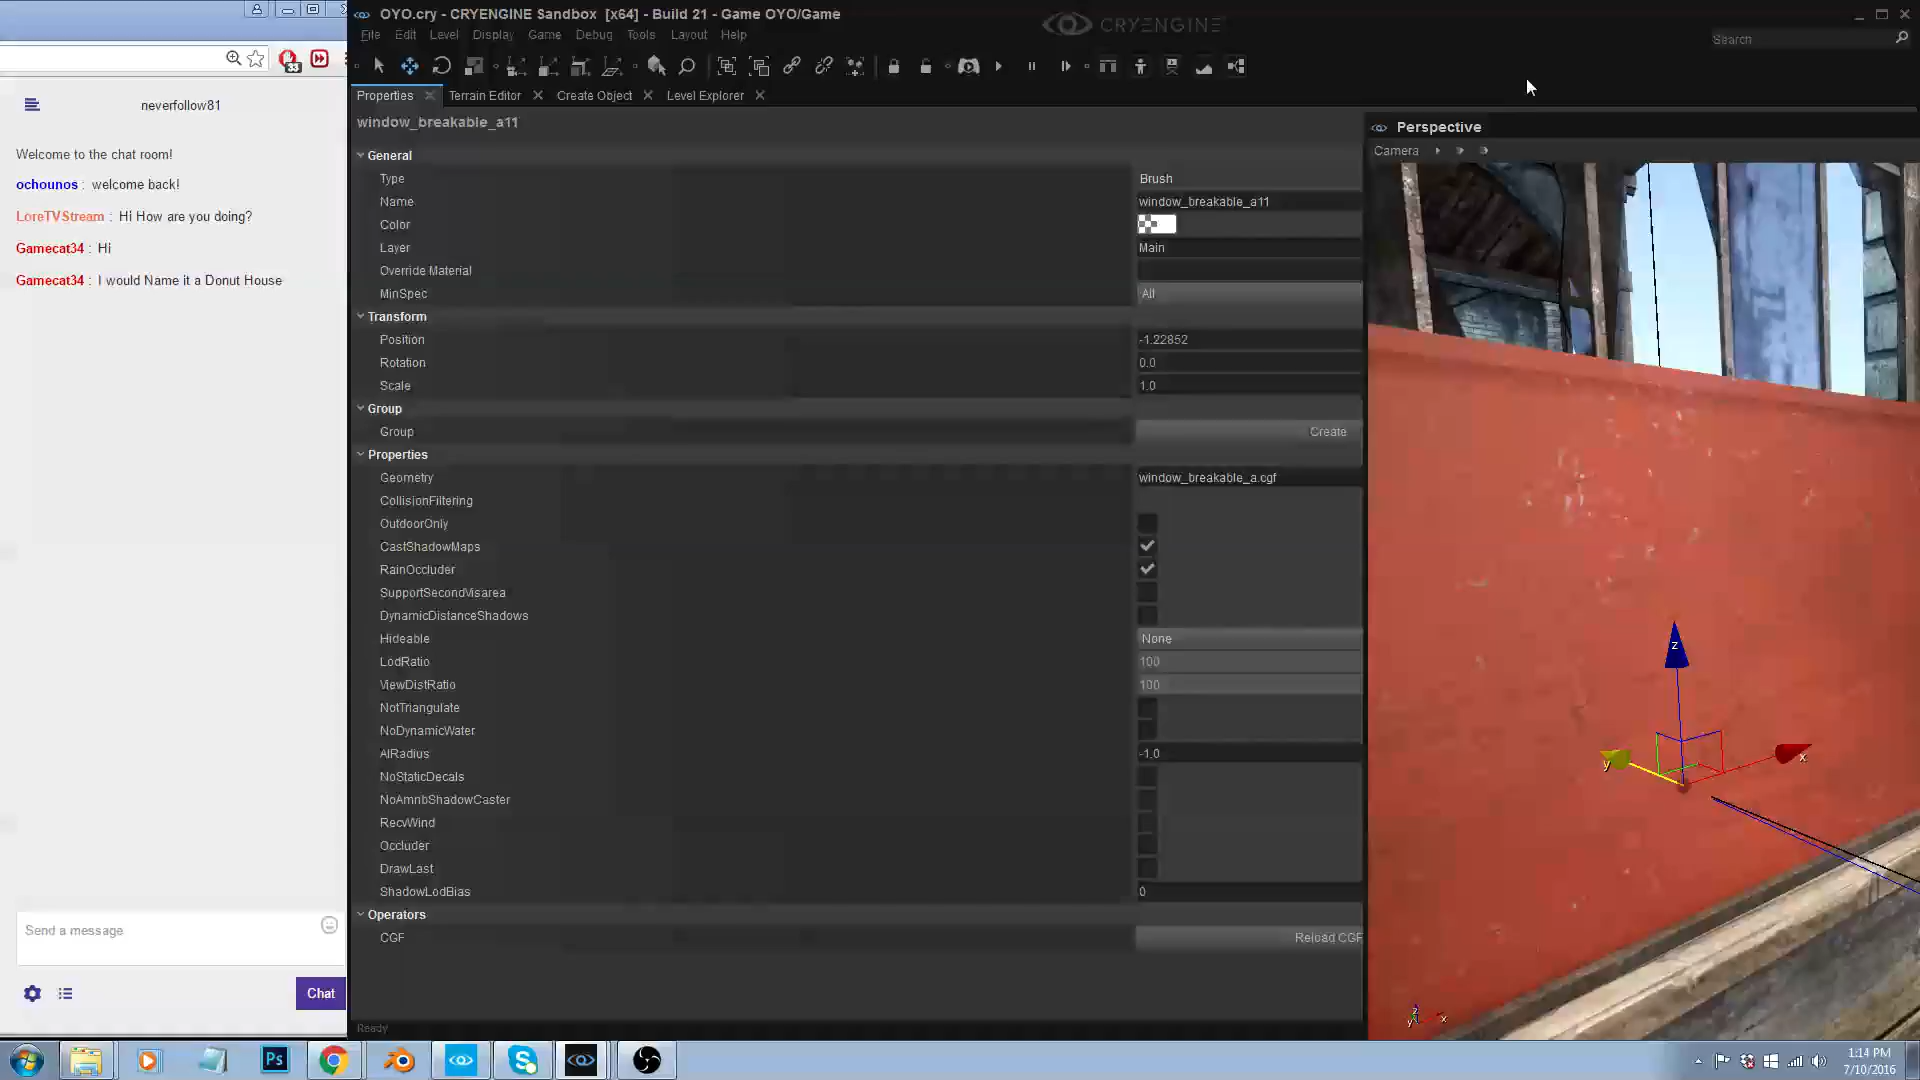 OYO.cry - CRYENGINE Sandbox [x64] - Build 21 - Game OYO/Game
CRYENGINE
File Edit Level Display Game Debug Tools Layout Help
Search
33
Properties Terrain Editor Create Object Level Explorer
neverfollow81
Welcome to the chat room!
ochounos : welcome back!
LoreTVStream : Hi How are you doing?
Gamecat34 : Hi
Gamecat34 : I would Name it a Donut House
Send a message
Chat
window_breakable_a11
General
Type Brush
Name window_breakable_a11
Color
Layer Main
Override Material
MinSpec All
Transform
Position -1.22852
Rotation 0.0
Scale 1.0
Group
Group Create
Properties
Geometry window_breakable_a.cgf
CollisionFiltering
OutdoorOnly
CastShadowMaps
RainOccluder
SupportSecondVisarea
DynamicDistanceShadows
Hideable None
LodRatio 100
ViewDistRatio 100
NotTriangulate
NoDynamicWater
AIRadius -1.0
NoStaticDecals
NoAmnbShadowCaster
RecvWind
Occluder
DrawLast
ShadowLodBias 0
Operators
CGF Reload CGF
Ready
Perspective
Camera
z
y
x
z
y
x
Ps
1:14 PM
7/10/2016